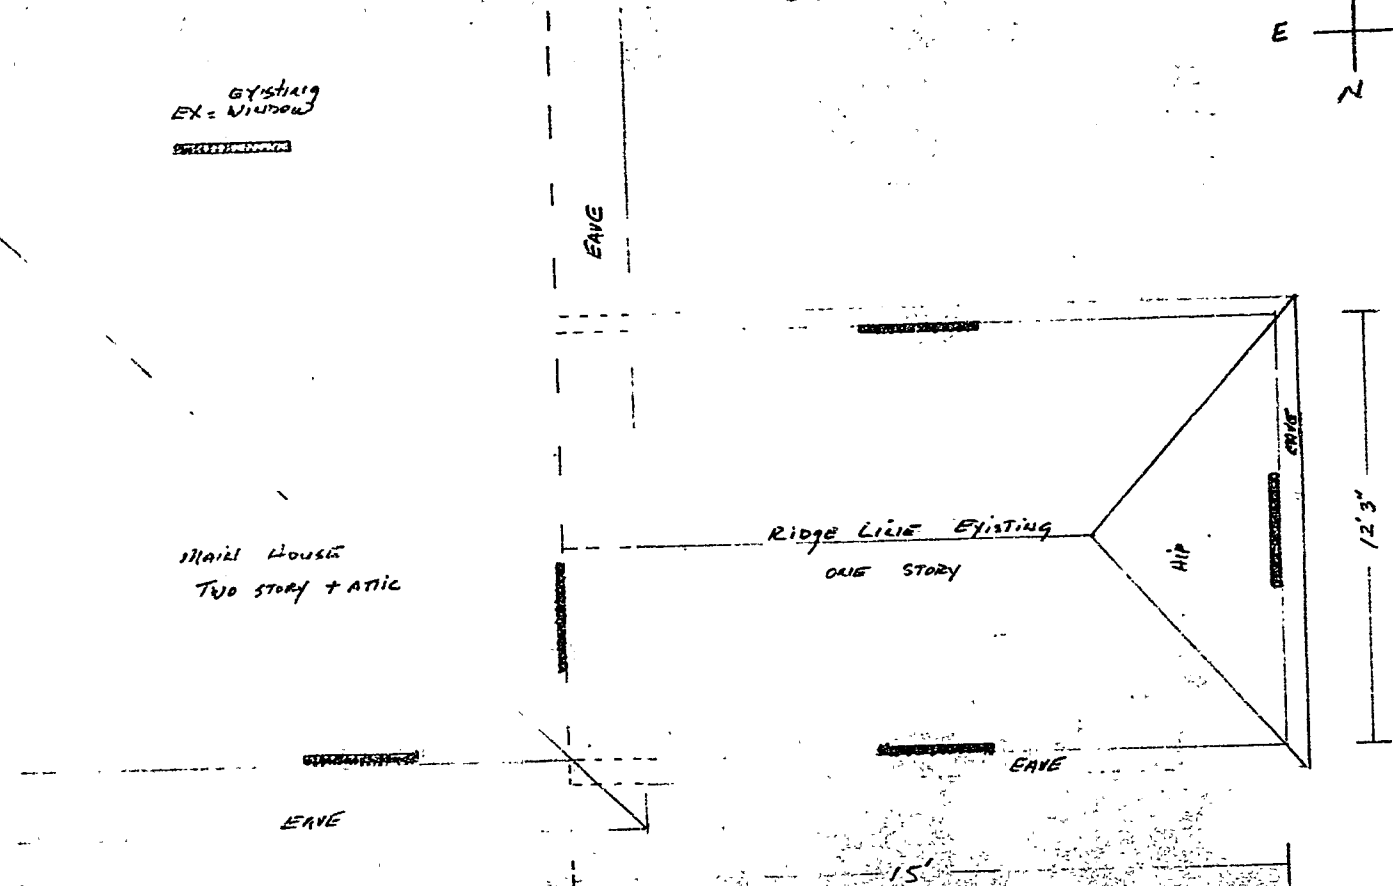 E
N
Existing
EX = Window
EAVE
EAVE
12'3"
Ridge Line Existing
ONE STORY
HIP
MAIN HOUSE
TWO STORY + ATTIC
EAVE
EAVE
15'